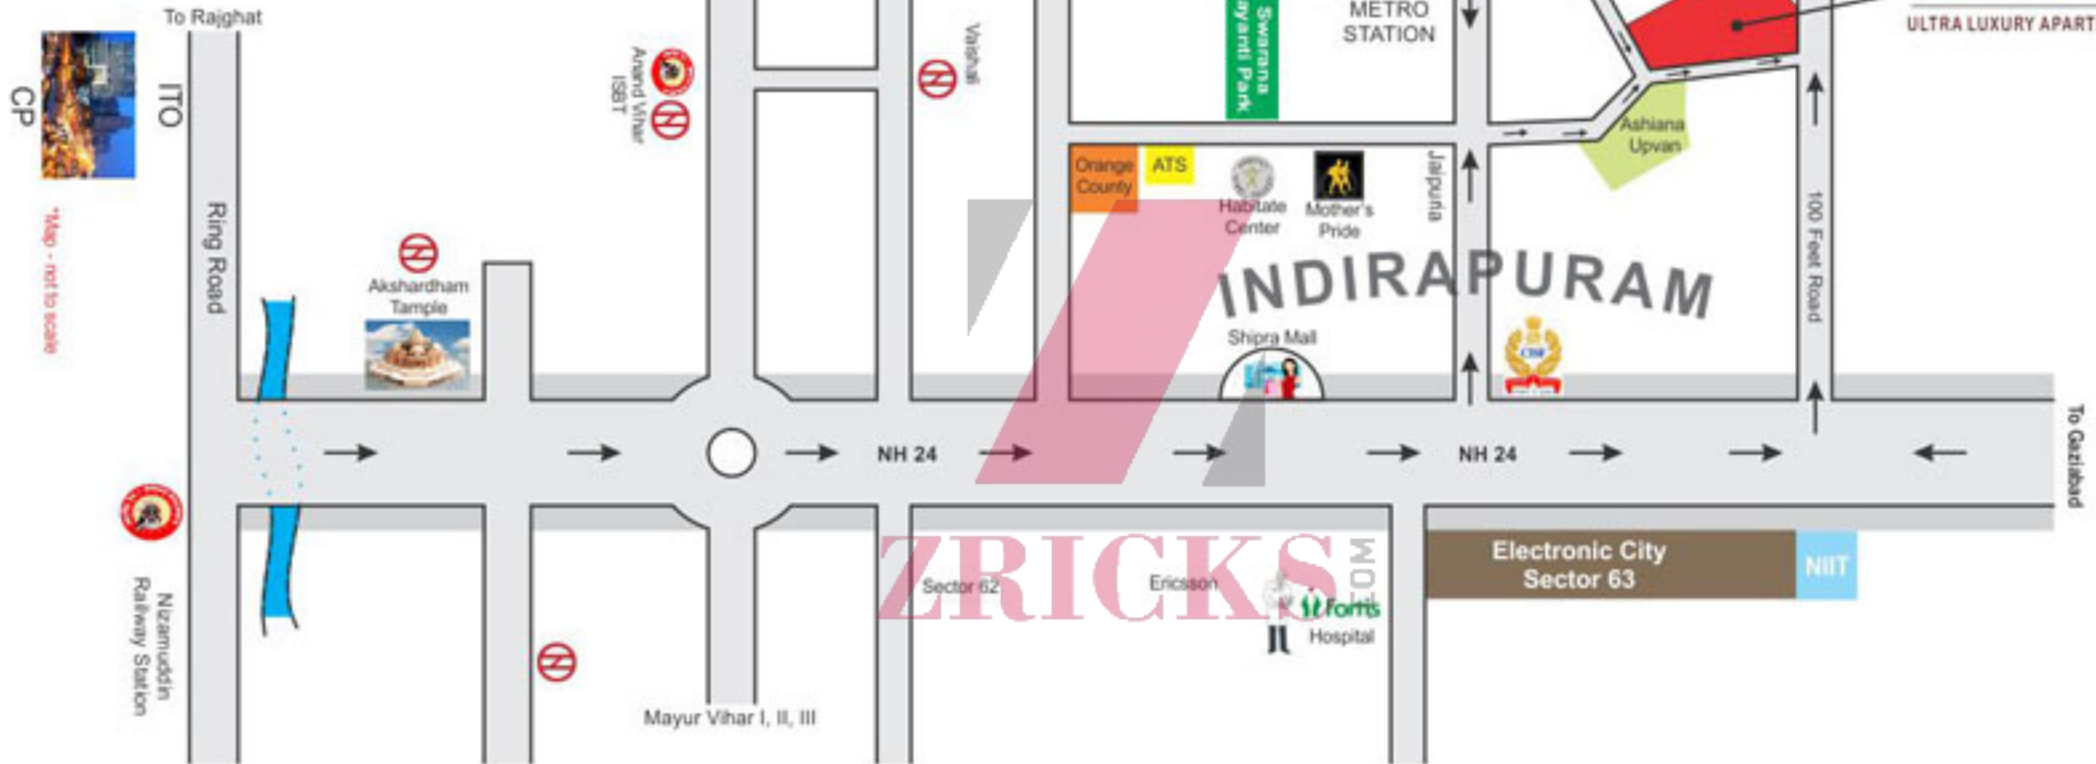 To Rajghat
METRO
STATION
ULTRA LUXURY APART
CP
ITO
Anand Vihar
ISBT
Vaishali
Swarana
ayanti Park
Orange
County
ATS
Habitate
Center
Mother's
Pride
Jaipuria
Ashiana
Upvan
100 Feet Road
Ring Road
*Map - not to scale
Akshardham
Tample
INDIRAPURAM
Shipra Mall
CISF
NH 24
NH 24
To Gaziabad
Nizamuddin
Railway Station
ZRICKS
.COM
Sector 62
Ericsson
Fortis
Hospital
Electronic City
Sector 63
NIIT
Mayur Vihar I, II, III